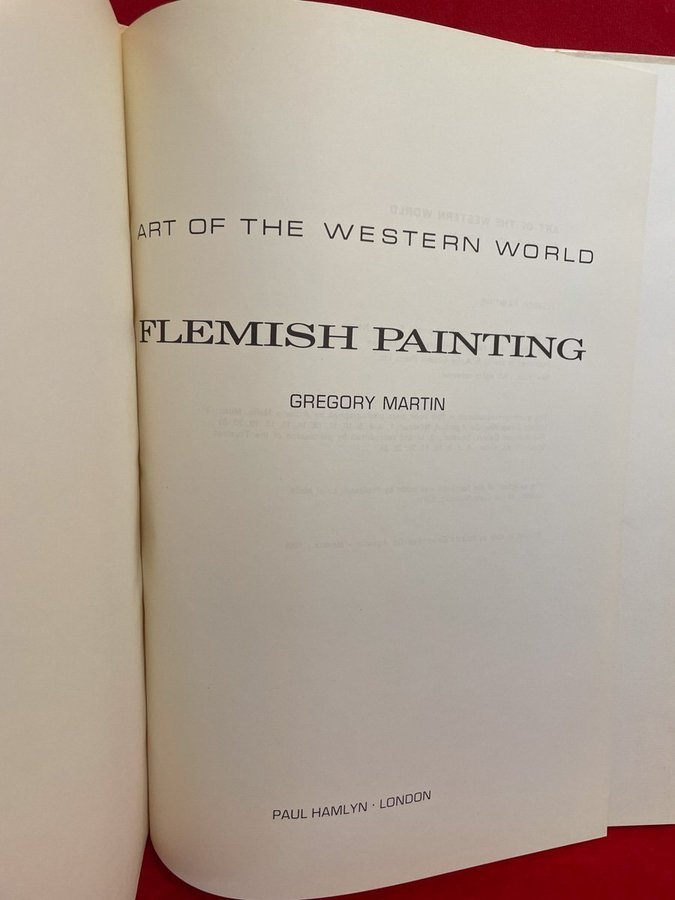 ART OF THE WESTERN WORLD
FLEMISH PAINTING
GREGORY MARTIN
PAUL HAMLYN · LONDON